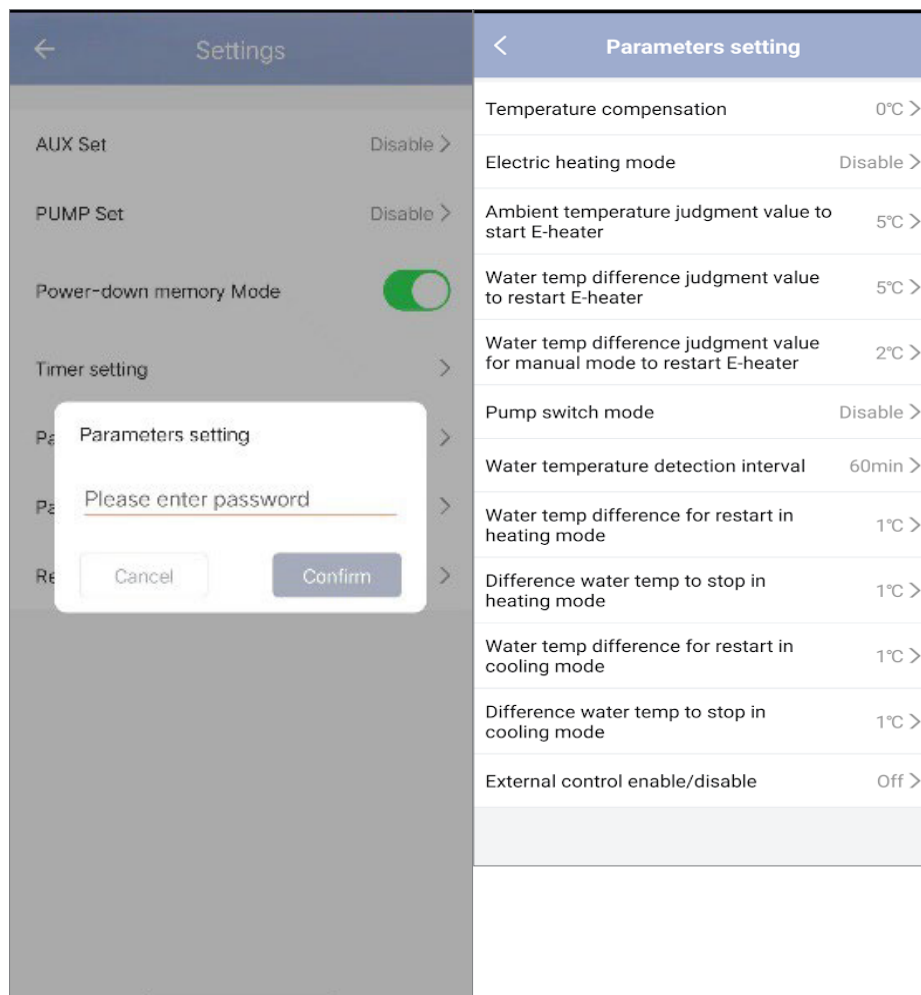 Settings
AUX Set
Disable
PUMP Set
Disable
Power-down memory Mode
Timer setting
Pa
Parameters setting
Pa
Please enter password
Re
Cancel
Confirm
Parameters setting
Temperature compensation
0℃
Electric heating mode
Disable
Ambient temperature judgment value to
start E-heater
5℃
Water temp difference judgment value
to restart E-heater
5℃
Water temp difference judgment value
for manual mode to restart E-heater
2℃
Pump switch mode
Disable
Water temperature detection interval
60min
Water temp difference for restart in
heating mode
1℃
Difference water temp to stop in
heating mode
1℃
Water temp difference for restart in
cooling mode
1℃
Difference water temp to stop in
cooling mode
1℃
External control enable/disable
Off